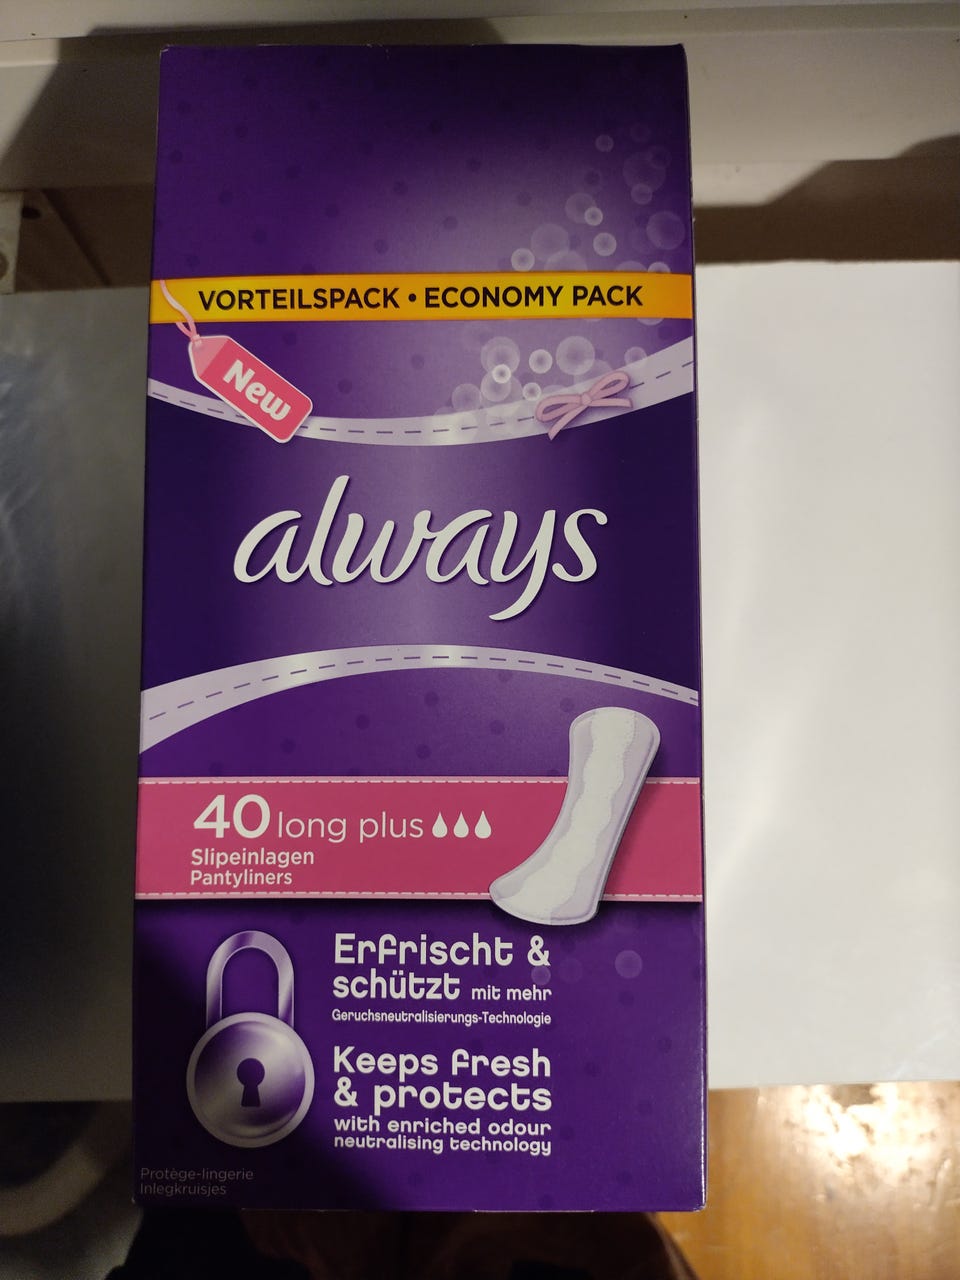 VORTEILSPACK • ECONOMY PACK
New
always
40 long plus
Slipeinlagen
Pantyliners
Erfrischt &
schützt mit mehr
Geruchsneutralisierungs-Technologie
Keeps fresh
& protects
with enriched odour
neutralising technology
Protège-lingerie
Inlegkruisjes